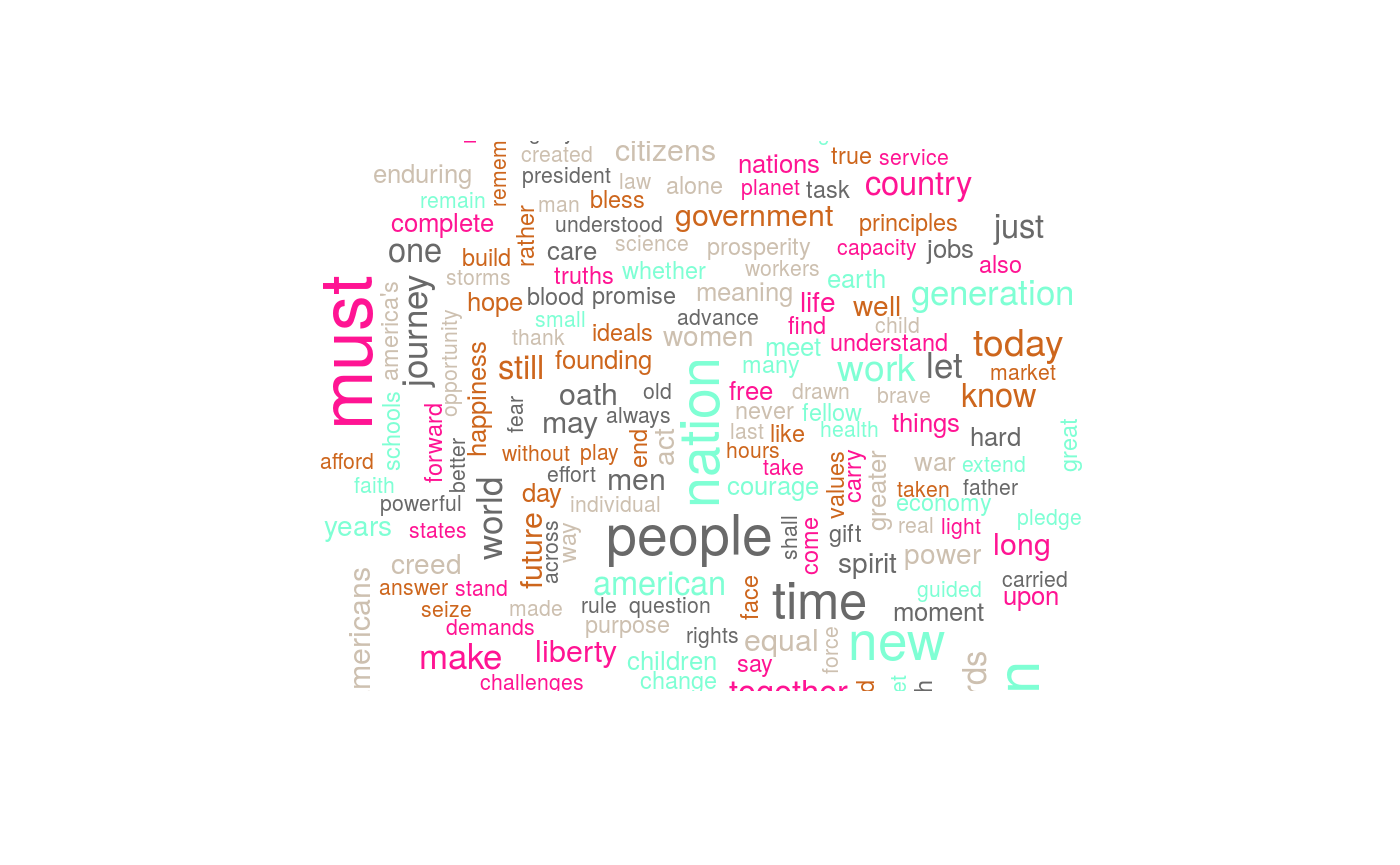 citizens
created
remem
nations
true
service
enduring
president
law
alone
planet
task
country
remain
man
bless
complete
rather
understood
government
principles
just
one
build
care
science
prosperity
capacity
jobs
also
storms
truths
whether
workers
earth
must
america's
journey
hope
blood
promise
meaning
life
well
generation
opportunity
small
advance
find
child
thank
ideals
women
meet
understand
today
happiness
still
founding
many
work
let
market
nation
oath
old
free
drawn
brave
know
schools
forward
fear
may
always
never
fellow
things
last
like
health
hard
great
better
without
play
end
act
hours
afford
take
values
carry
greater
war
extend
faith
effort
men
courage
taken
father
powerful
world
day
individual
economy
years
states
future
across
way
people
shall
come
gift
real
light
pledge
long
creed
spirit
power
mericans
answer
stand
american
face
time
guided
carried
upon
seize
made
rule
question
moment
demands
purpose
rights
equal
force
new
make
liberty
children
say
challenges
change
together
rds
n